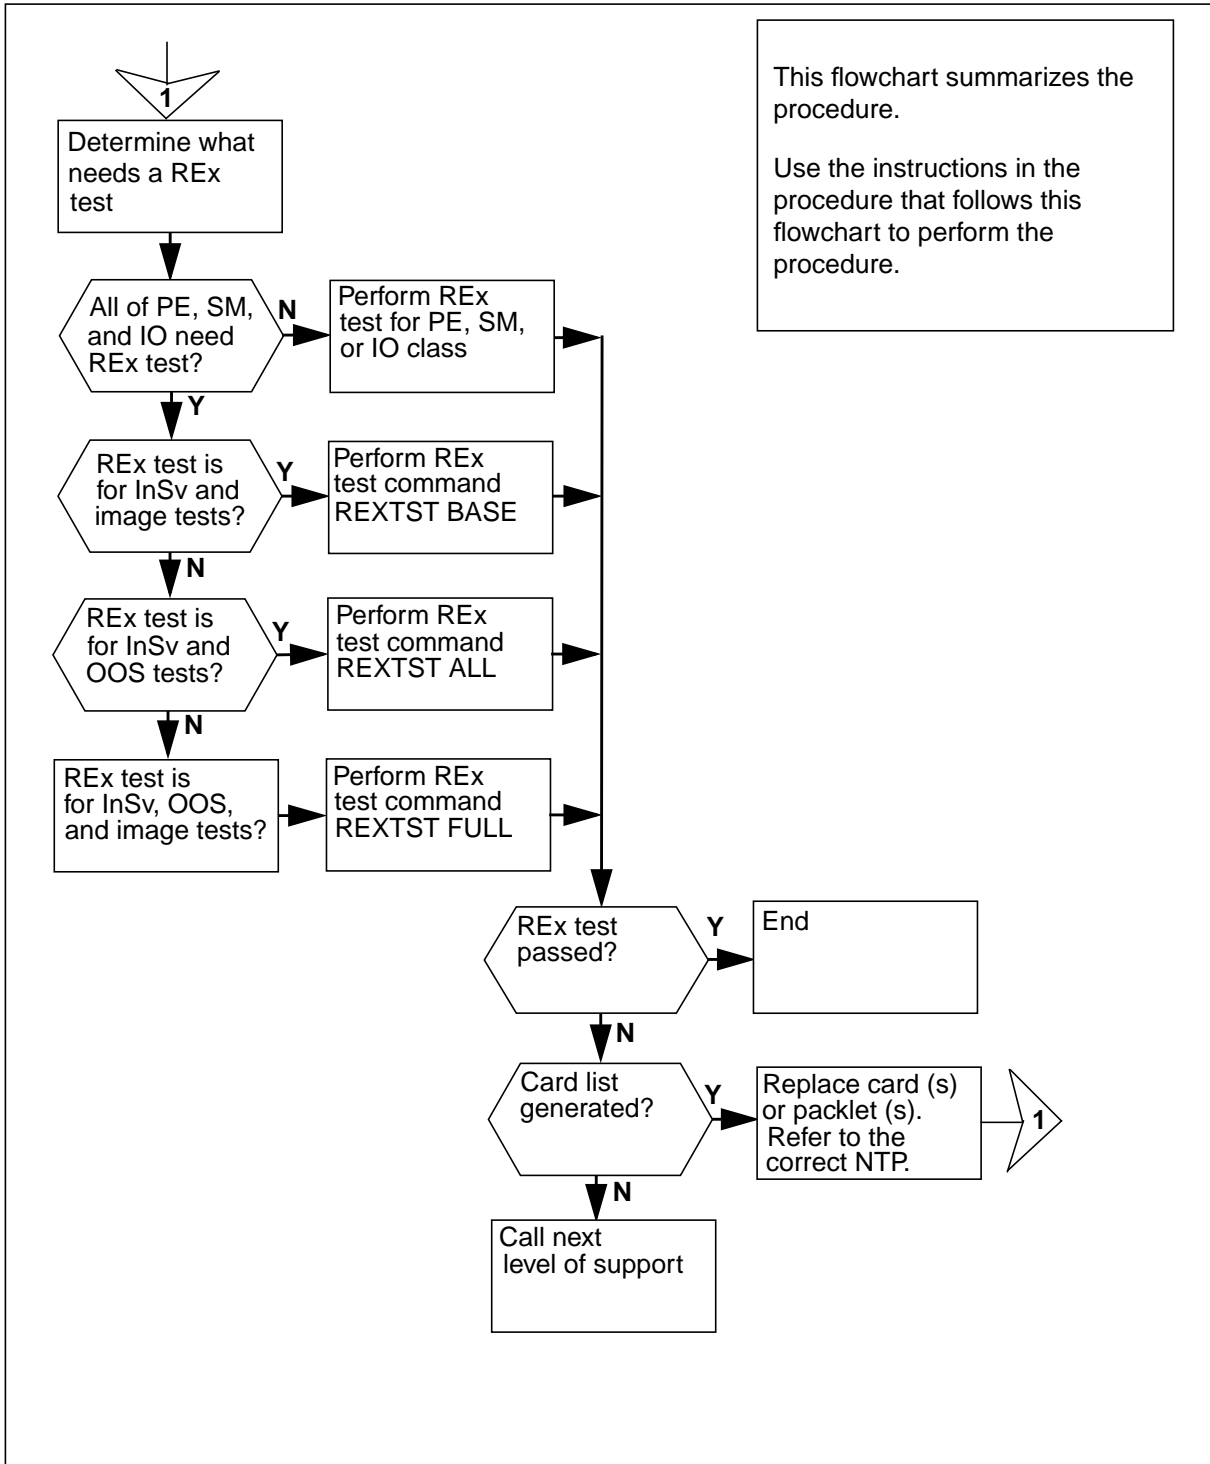 1
Determine what
needs a REx
test
This flowchart summarizes the
procedure.
Use the instructions in the
procedure that follows this
flowchart to perform the
procedure.
All of PE, SM,
and IO need
REx test?
N
Perform REx
test for PE, SM,
or IO class
Y
REx test is
for InSv and
image tests?
Y
Perform REx
test command
REXTST BASE
N
REx test is
for InSv and
OOS tests?
Y
Perform REx
test command
REXTST ALL
N
REx test is
for InSv, OOS,
and image tests?
Perform REx
test command
REXTST FULL
REx test
passed?
Y
End
N
Card list
generated?
Y
Replace card (s)
or packlet (s).
Refer to the
correct NTP.
1
N
Call next
level of support